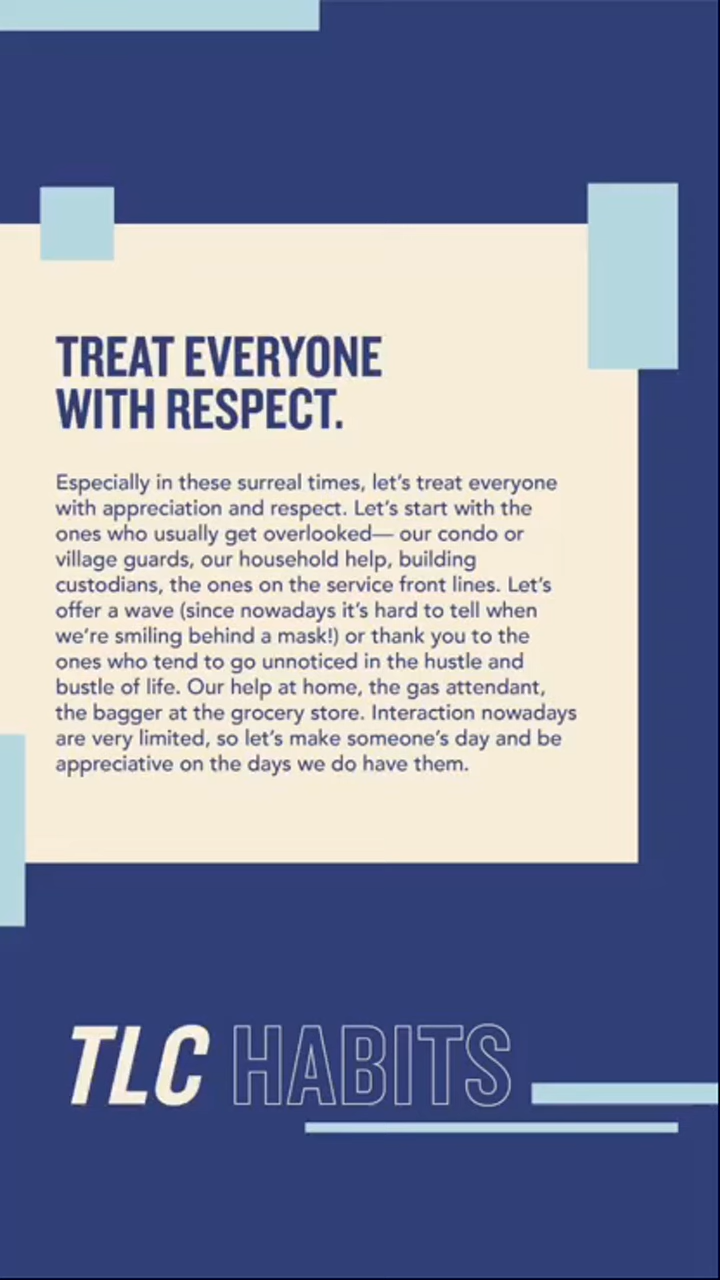 TREAT EVERYONE
WITH RESPECT.
Especially in these surreal times, let’s treat everyone
with appreciation and respect. Let’s start with the
ones who usually get overlooked— our condo or
village guards, our household help, building
custodians, the ones on the service front lines. Let’s
offer a wave (since nowadays it’s hard to tell when
we’re smiling behind a mask!) or thank you to the
ones who tend to go unnoticed in the hustle and
bustle of life. Our help at home, the gas attendant,
the bagger at the grocery store. Interaction nowadays
are very limited, so let’s make someone’s day and be
appreciative on the days we do have them.
TLC HABITS